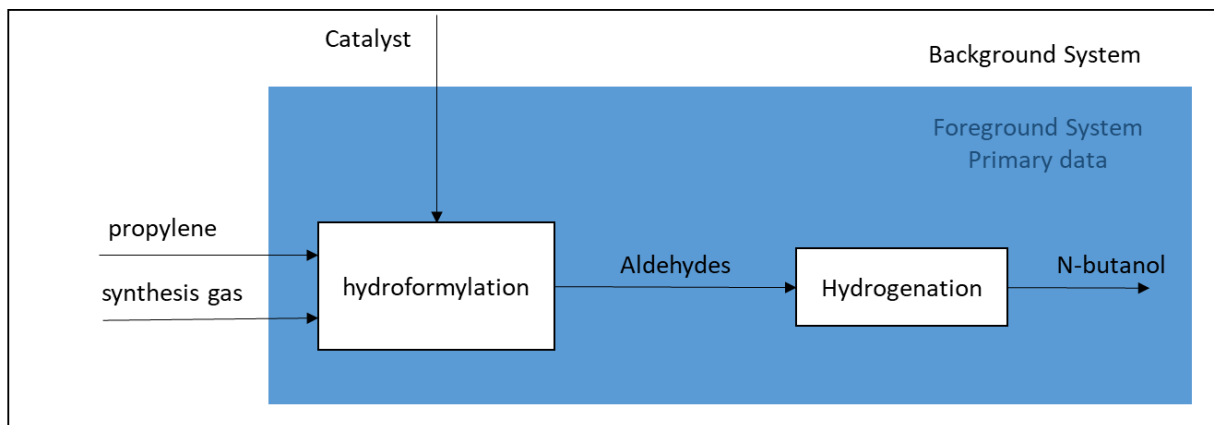 Catalyst
Background System
Foreground System
Primary data
propylene
synthesis gas
hydroformylation
Aldehydes
Hydrogenation
N-butanol